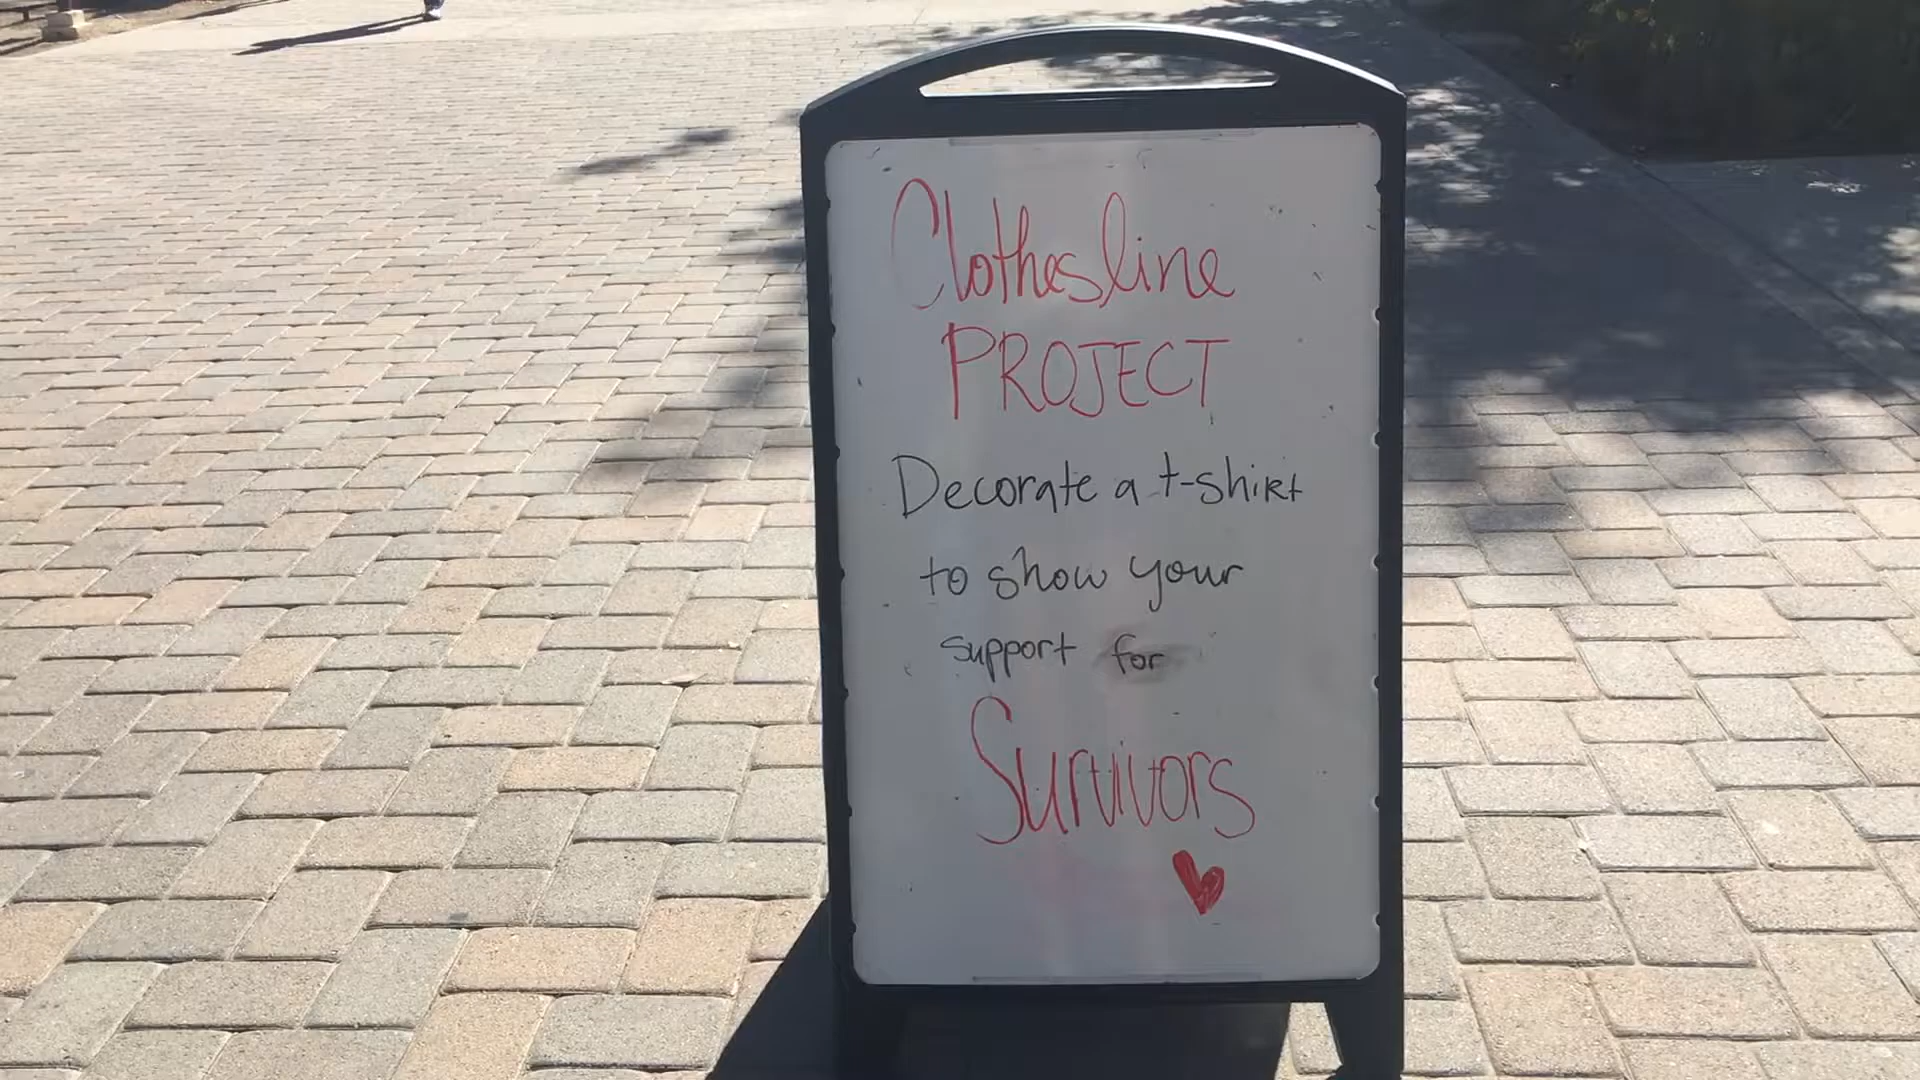 Clothesline
PROJECT
Decorate a t-shirt
to show your
support for
Survivors